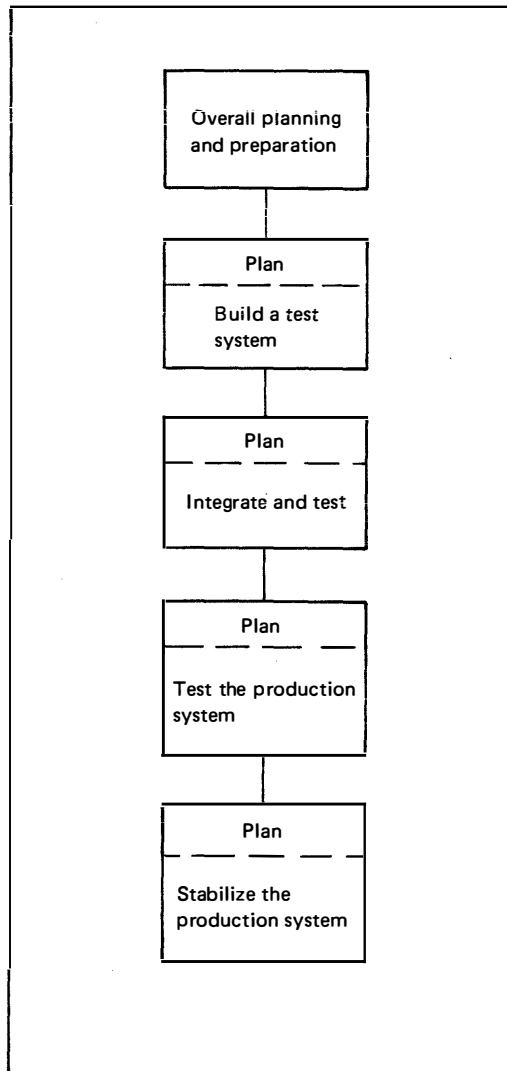 Overall planning
and preparation
Plan
Build a test
system
Plan
Integrate and test
Plan
Test the production
system
Plan
Stabilize the
production system